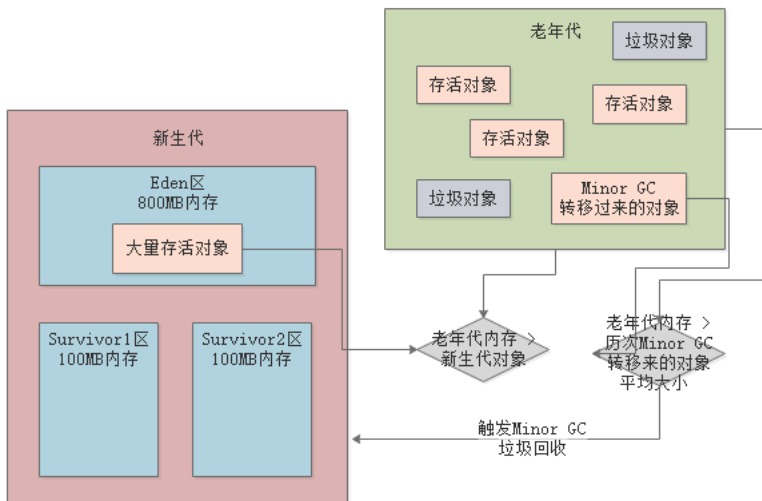 老年代
垃圾对象
存活对象
存活对象
存活对象
垃圾对象
Minor GC
转移过来的对象
新生代
Eden区
800MB内存
大量存活对象
Survivor1区
100MB内存
Survivor2区
100MB内存
老年代内存 >
新生代对象
老年代内存 >
历次Minor GC
转移来的对象
平均大小
触发Minor GC
垃圾回收